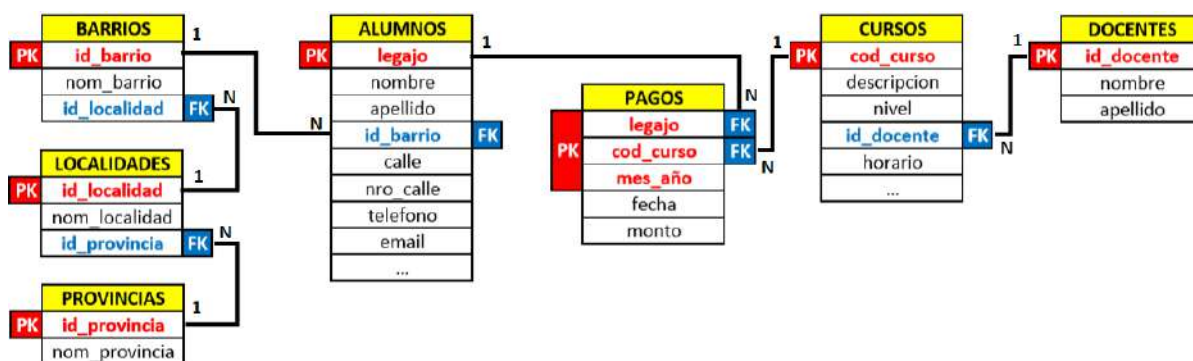 BARRIOS
PK id_barrio 1
nom_barrio
id_localidad FK N
LOCALIDADES
PK id_localidad 1
nom_localidad
id_provincia FK N
PROVINCIAS
PK id_provincia 1
nom_provincia
ALUMNOS
PK legajo 1
nombre
apellido
N id_barrio FK
calle
nro_calle
telefono
email
...
PAGOS
N
legajo FK
PK cod_curso FK
N
mes_año
fecha
monto
CURSOS
1 PK cod_curso
descripcion
nivel
id_docente FK
N
horario
...
DOCENTES
1 PK id_docente
nombre
apellido